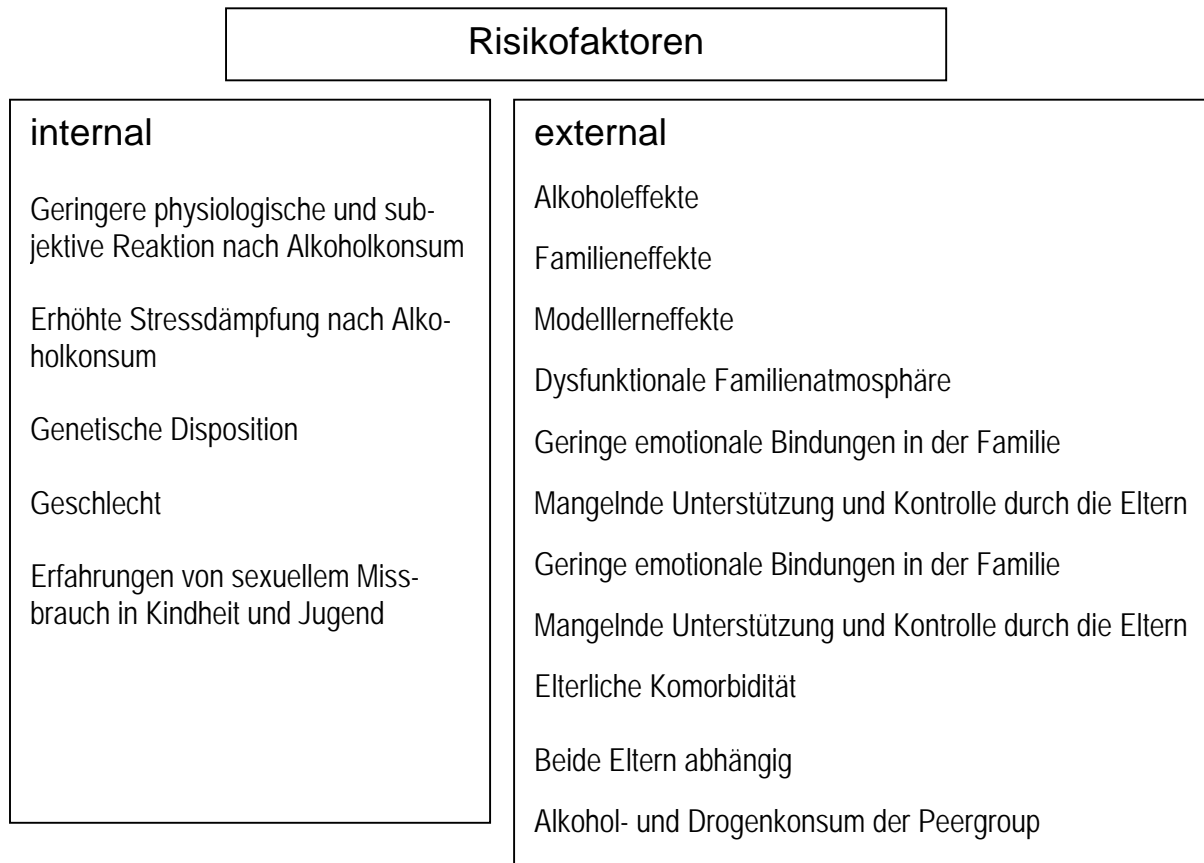 Risikofaktoren
internal
Geringere physiologische und sub-
jektive Reaktion nach Alkoholkonsum
Erhöhte Stressdämpfung nach Alko-
holkonsum
Genetische Disposition
Geschlecht
Erfahrungen von sexuellem Miss-
brauch in Kindheit und Jugend
external
Alkoholeffekte
Familieneffekte
Modelllerneffekte
Dysfunktionale Familienatmosphäre
Geringe emotionale Bindungen in der Familie
Mangelnde Unterstützung und Kontrolle durch die Eltern
Geringe emotionale Bindungen in der Familie
Mangelnde Unterstützung und Kontrolle durch die Eltern
Elterliche Komorbidität
Beide Eltern abhängig
Alkohol- und Drogenkonsum der Peergroup